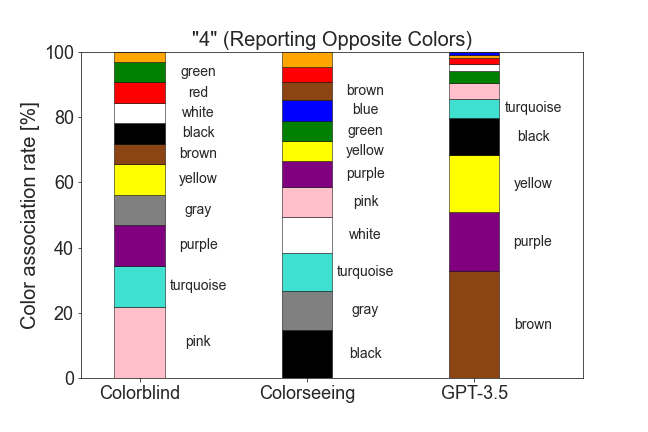 "4" (Reporting Opposite Colors)
Color association rate [%]
100
80
60
40
20
0
green
red
white
black
brown
yellow
gray
purple
turquoise
pink
brown
blue
green
yellow
purple
pink
white
turquoise
gray
black
turquoise
black
yellow
purple
brown
Colorblind
Colorseeing
GPT-3.5